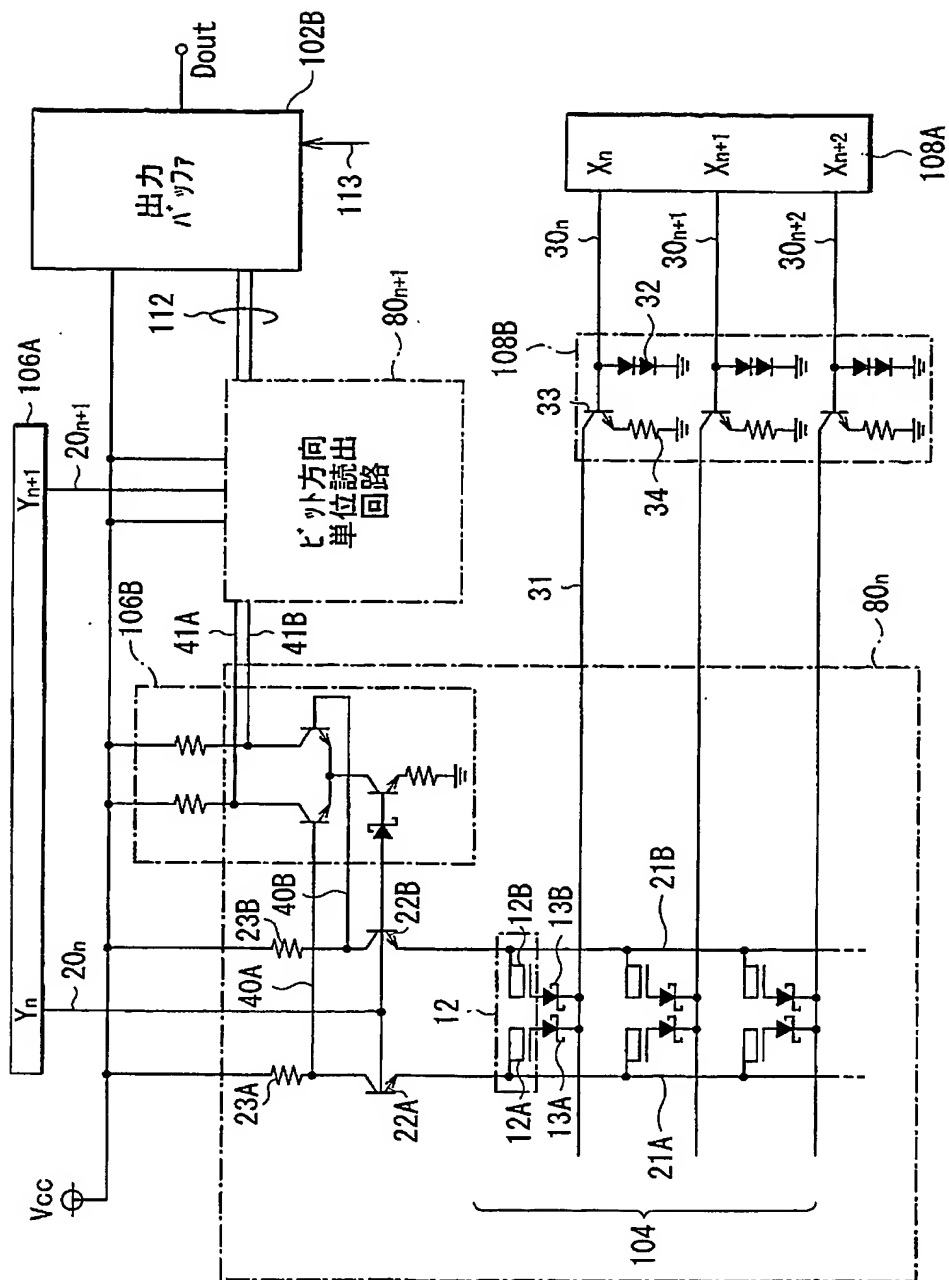 Vcc
Yn
Yn+1
106A
20n
20n+1
出力
バッファ
Dout
102B
113
112
106B
41A
41B
ビット方向
単位読出
回路
80n+1
23A
23B
40A
40B
22A
22B
12
12A
12B
13A
13B
21A
21B
104
80n
31
108B
33
32
34
30n
30n+1
30n+2
Xn
Xn+1
Xn+2
108A